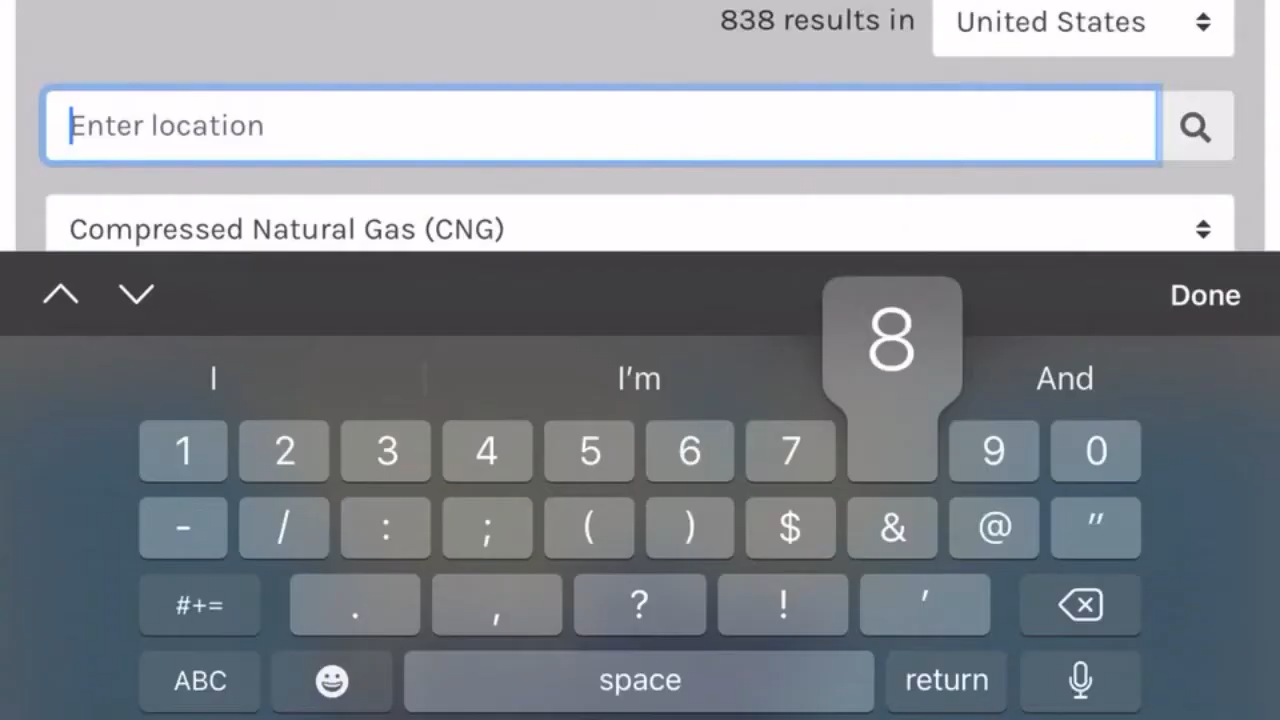 838 results in United States
Enter location
Compressed Natural Gas (CNG)
Done
8
I I'm And
1 2 3 4 5 6 7 9 0
- / : ; ( ) $ & @ "
#+= . , ? ! '
ABC space return